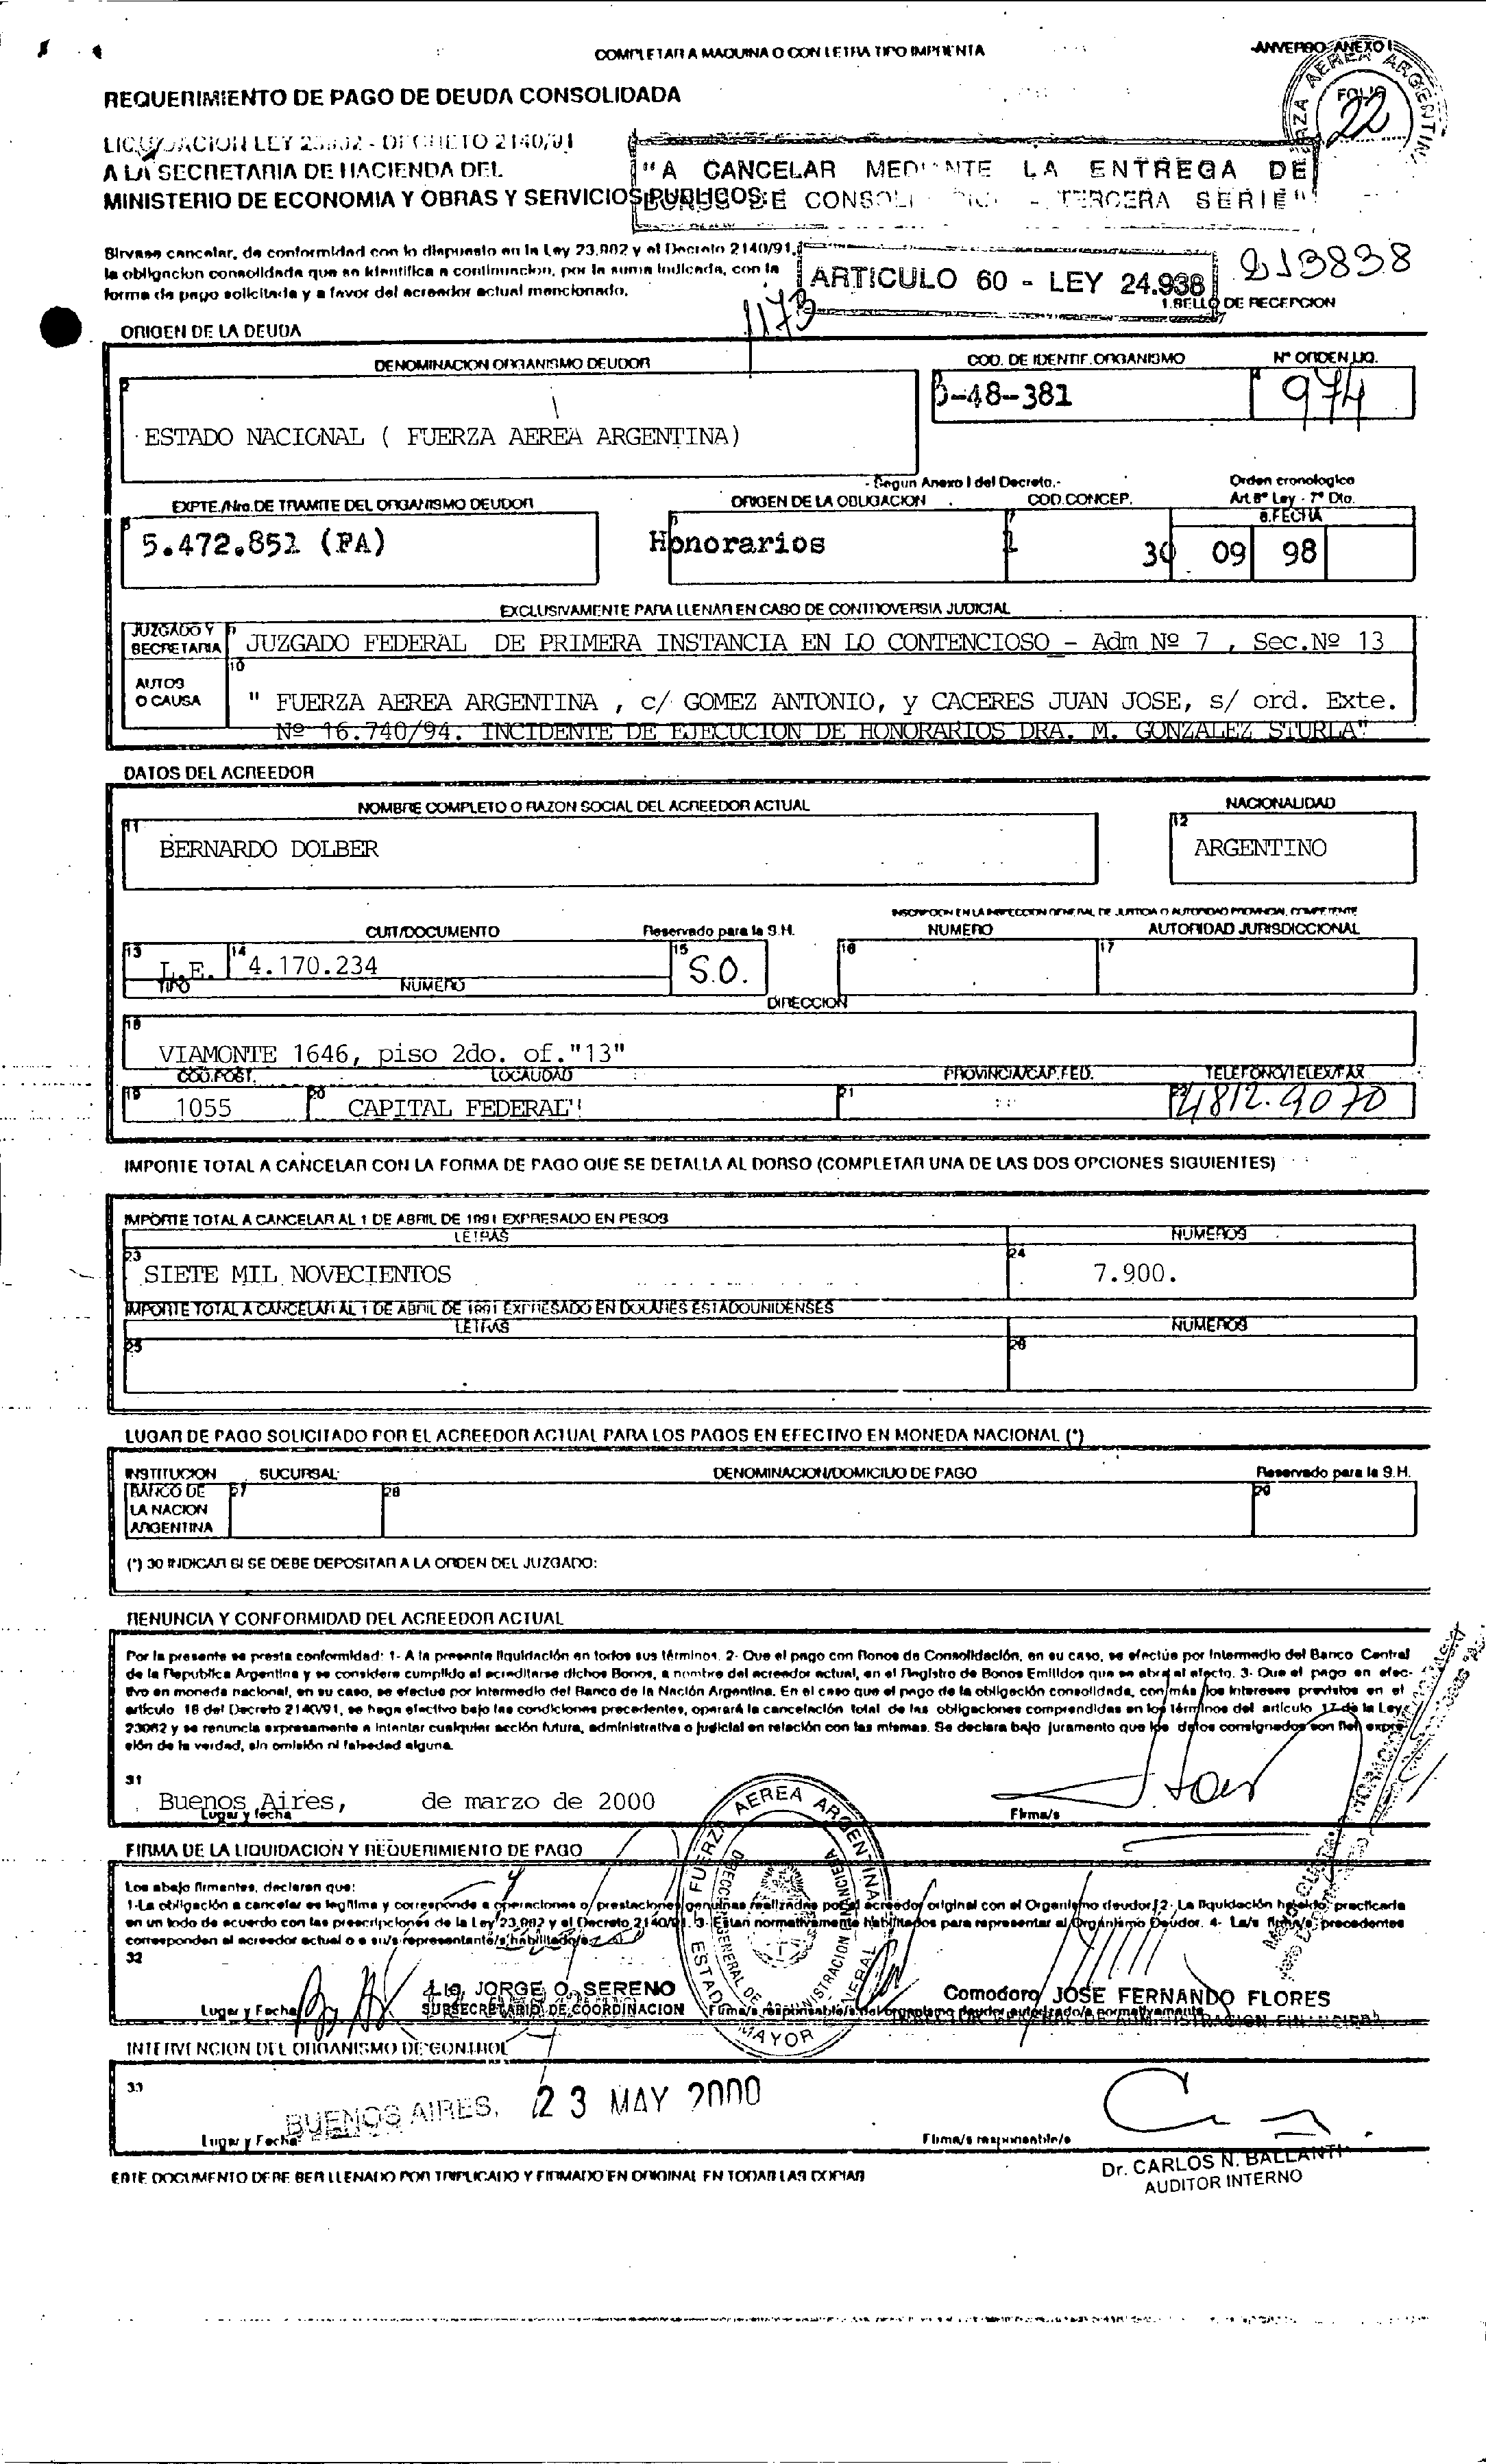 COMPLETAR A MAQUINA O CON LETRA TIPO IMPRENTA
ANVERSO-ANEXO I
FUERZA AEREA ARGENTINA
FOLIO
22
REQUERIMIENTO DE PAGO DE DEUDA CONSOLIDADA
LIQUIDACION LEY 23.982 - DECRETO 2140/91
A LA SECRETARIA DE HACIENDA DEL
MINISTERIO DE ECONOMIA Y OBRAS Y SERVICIOS PUBLICOS:
"A CANCELAR MEDIANTE LA ENTREGA DE
DE CONSOLI - TERCERA SERIE"
Sirvase cancelar, de conformidad con lo dispuesto en la Ley 23.982 y el Decreto 2140/91,
la obligacion consolidada que se identifica a continuacion, por la suma indicada, con la
forma de pago solicitada y a favor del acreedor actual mencionado.
ARTICULO 60 - LEY 24.938
213838
1.SELLO DE RECEPCION
1173
ORIGEN DE LA DEUDA
DENOMINACION ORGANISMO DEUDOR
COD. DE IDENTIF. ORGANISMO
Nº ORDEN LIQ.
2
-48-381
974
ESTADO NACIONAL ( FUERZA AEREA ARGENTINA)
- Segun Anexo I del Decreto.-
Orden cronologico
EXPTE./Nro. DE TRAMITE DEL ORGANISMO DEUDOR
ORIGEN DE LA OBLIGACION
COD.CONCEP.
Art.8º Ley - 7º Dto.
8.FECHA
5.472.851 (FA)
Honorarios
1
30 09 98
EXCLUSIVAMENTE PARA LLENAR EN CASO DE CONTROVERSIA JUDICIAL
JUZGADO Y
SECRETARIA
JUZGADO FEDERAL DE PRIMERA INSTANCIA EN LO CONTENCIOSO - Adm Nº 7 , Sec.Nº 13
10
AUTOS
O CAUSA
" FUERZA AEREA ARGENTINA , c/ GOMEZ ANTONIO, y CACERES JUAN JOSE, s/ ord. Exte.
Nº 16.740/94. INCIDENTE DE EJECUCION DE HONORARIOS DRA. M. GONZALEZ STURLA"
DATOS DEL ACREEDOR
NOMBRE COMPLETO O RAZON SOCIAL DEL ACREEDOR ACTUAL
NACIONALIDAD
11
12
BERNARDO DOLBER
ARGENTINO
INSCRIPCION EN LA INSPECCION GENERAL DE JUSTICIA O AUTORIDAD PROVINCIAL COMPETENTE
CUIT/DOCUMENTO
Reservado para la S.H.
NUMERO
AUTORIDAD JURISDICCIONAL
13
14
15
16
17
L.E.
4.170.234
S.O.
TIPO
NUMERO
DIRECCION
18
VIAMONTE 1646, piso 2do. of."13"
COD.POST.
LOCALIDAD
PROVINCIA/CAP.FED.
TELEFONO/TELEX/FAX
19
1055
20
CAPITAL FEDERAL"
21
4812.9070
IMPORTE TOTAL A CANCELAR CON LA FORMA DE PAGO QUE SE DETALLA AL DORSO (COMPLETAR UNA DE LAS DOS OPCIONES SIGUIENTES)
IMPORTE TOTAL A CANCELAR AL 1 DE ABRIL DE 1991 EXPRESADO EN PESOS
LETRAS
NUMEROS
23
24
SIETE MIL NOVECIENTOS
7.900.
IMPORTE TOTAL A CANCELAR AL 1 DE ABRIL DE 1991 EXPRESADO EN DOLARES ESTADOUNIDENSES
LETRAS
NUMEROS
25
26
LUGAR DE PAGO SOLICITADO POR EL ACREEDOR ACTUAL PARA LOS PAGOS EN EFECTIVO EN MONEDA NACIONAL (*)
INSTITUCION
SUCURSAL
DENOMINACION/DOMICILIO DE PAGO
Reservado para la S.H.
BANCO DE
LA NACION
ARGENTINA
27
28
29
(*) 30 INDICAR SI SE DEBE DEPOSITAR A LA ORDEN DEL JUZGADO:
RENUNCIA Y CONFORMIDAD DEL ACREEDOR ACTUAL
Por la presente se presta conformidad: 1- A la presente liquidación en todos sus términos. 2- Que el pago con Bonos de Consolidación, en su caso, se efectúe por intermedio del Banco Central
de la Republica Argentina y se considere cumplido al acreditarse dichos Bonos, a nombre del acreedor actual, en el Registro de Bonos Emitidos que se abra al efecto. 3- Que el pago en efec-
tivo en moneda nacional, en su caso, se efectue por intermedio del Banco de la Nación Argentina. En el caso que el pago de la obligación consolidada, con más los intereses previstos en el
artículo 18 del Decreto 2140/91, se haga efectivo bajo las condiciones precedentes, operará la cancelación total de las obligaciones comprendidas en los términos del artículo 17 de la Ley
23982 y se renuncia expresamente a intentar cualquier acción futura, administrativa o judicial en relación con las mismas. Se declara bajo juramento que los datos consignados son fiel expre-
sión de la verdad, sin omisión ni falsedad alguna.
31
Buenos Aires, de marzo de 2000
Lugar y fecha
Firma/s
FIRMA DE LA LIQUIDACION Y REQUERIMIENTO DE PAGO
Los abajo firmantes, declaran que:
1-La obligación a cancelar es legítima y corresponde a operaciones o prestaciones genuinas realizadas por el acreedor original con el Organismo deudor. 2- La liquidación ha sido practicada
en un todo de acuerdo con las prescripciones de la Ley 23.982 y el Decreto 2140/91. 3- Estan normativamente habilitados para representar al Organismo Deudor. 4- La/s firma/s precedentes
corresponden al acreedor actual o a su/s representante/s habilitado/s
32
Lic. JORGE O. SERENO
SUBSECRETARIO DE COORDINACION
Comodoro JOSE FERNANDO FLORES
DIRECTOR GENERAL DE ADMINISTRACION FINANCIERA
Lugar y Fecha
Firma/s responsable/s del organismo deudor autorizado/s normativamente
FUERZA AEREA ARGENTINA
DIRECCION GENERAL DE ADMINISTRACION FINANCIERA
ESTADO MAYOR GENERAL
INTERVENCION DEL ORGANISMO DE CONTROL
33
BUENOS AIRES, 23 MAY 2000
Lugar y Fecha
Firma/s responsable/s
Dr. CARLOS N. BALLANTI
AUDITOR INTERNO
ESTE DOCUMENTO DEBE SER LLENADO POR TRIPLICADO Y FIRMADO EN ORIGINAL EN TODAS LAS COPIAS